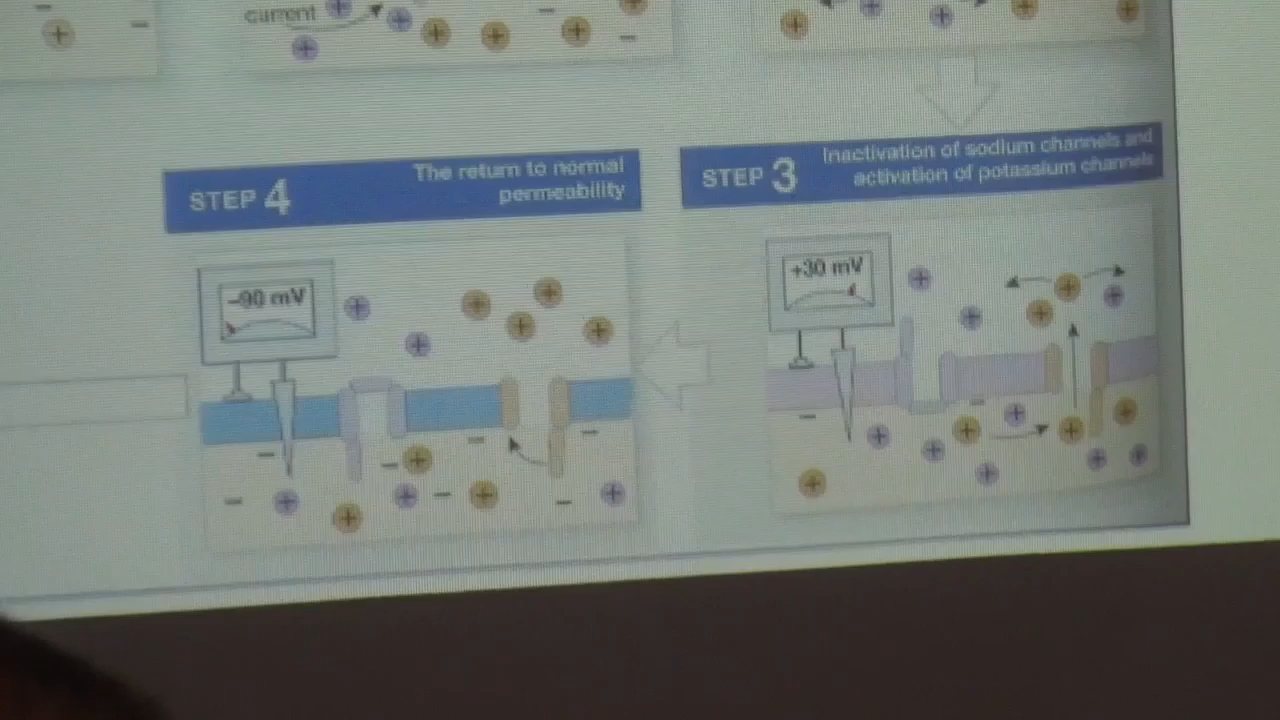 current
STEP 4
The return to normal
permeability
STEP 3
Inactivation of sodium channels and
activation of potassium channels
-90 mV
+30 mV